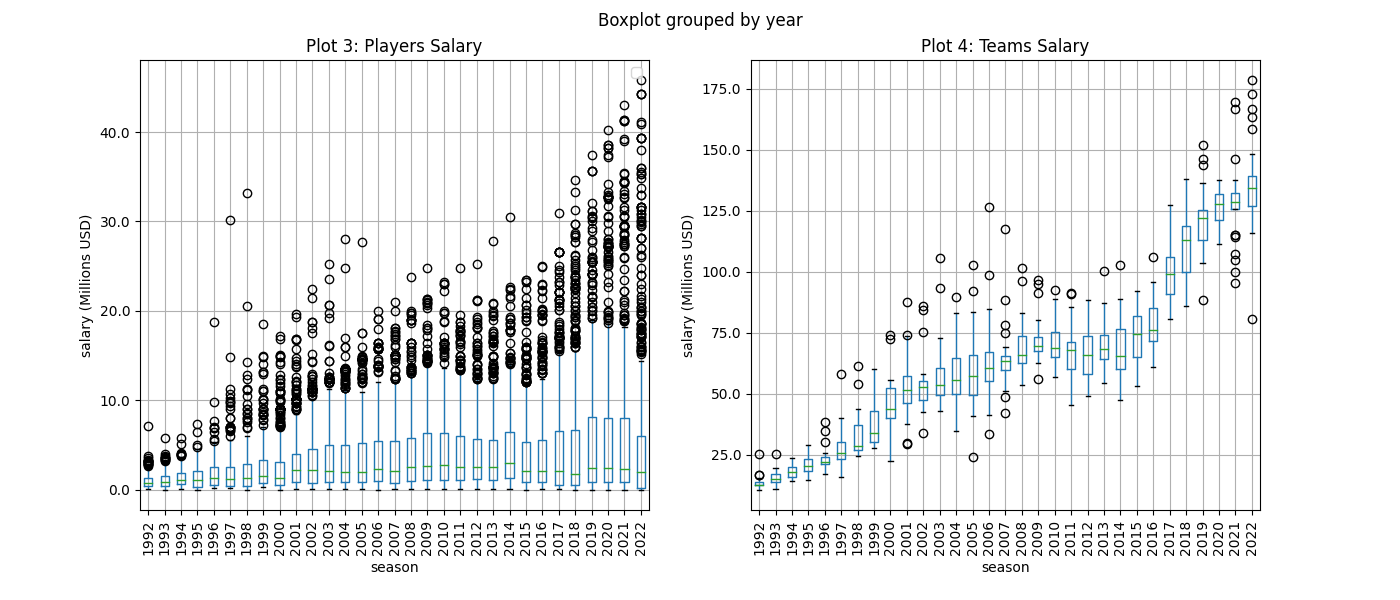 Boxplot grouped by year
Plot 3: Players Salary
salary (Millions USD)
40.0
30.0
20.0
10.0
0.0
1992 1993 1994 1995 1996 1997 1998 1999 2000 2001 2002 2003 2004 2005 2006 2007 2008 2009 2010 2011 2012 2013 2014 2015 2016 2017 2018 2019 2020 2021 2022
season
Plot 4: Teams Salary
salary (Millions USD)
175.0
150.0
125.0
100.0
75.0
50.0
25.0
1992 1993 1994 1995 1996 1997 1998 1999 2000 2001 2002 2003 2004 2005 2006 2007 2008 2009 2010 2011 2012 2013 2014 2015 2016 2017 2018 2019 2020 2021 2022
season